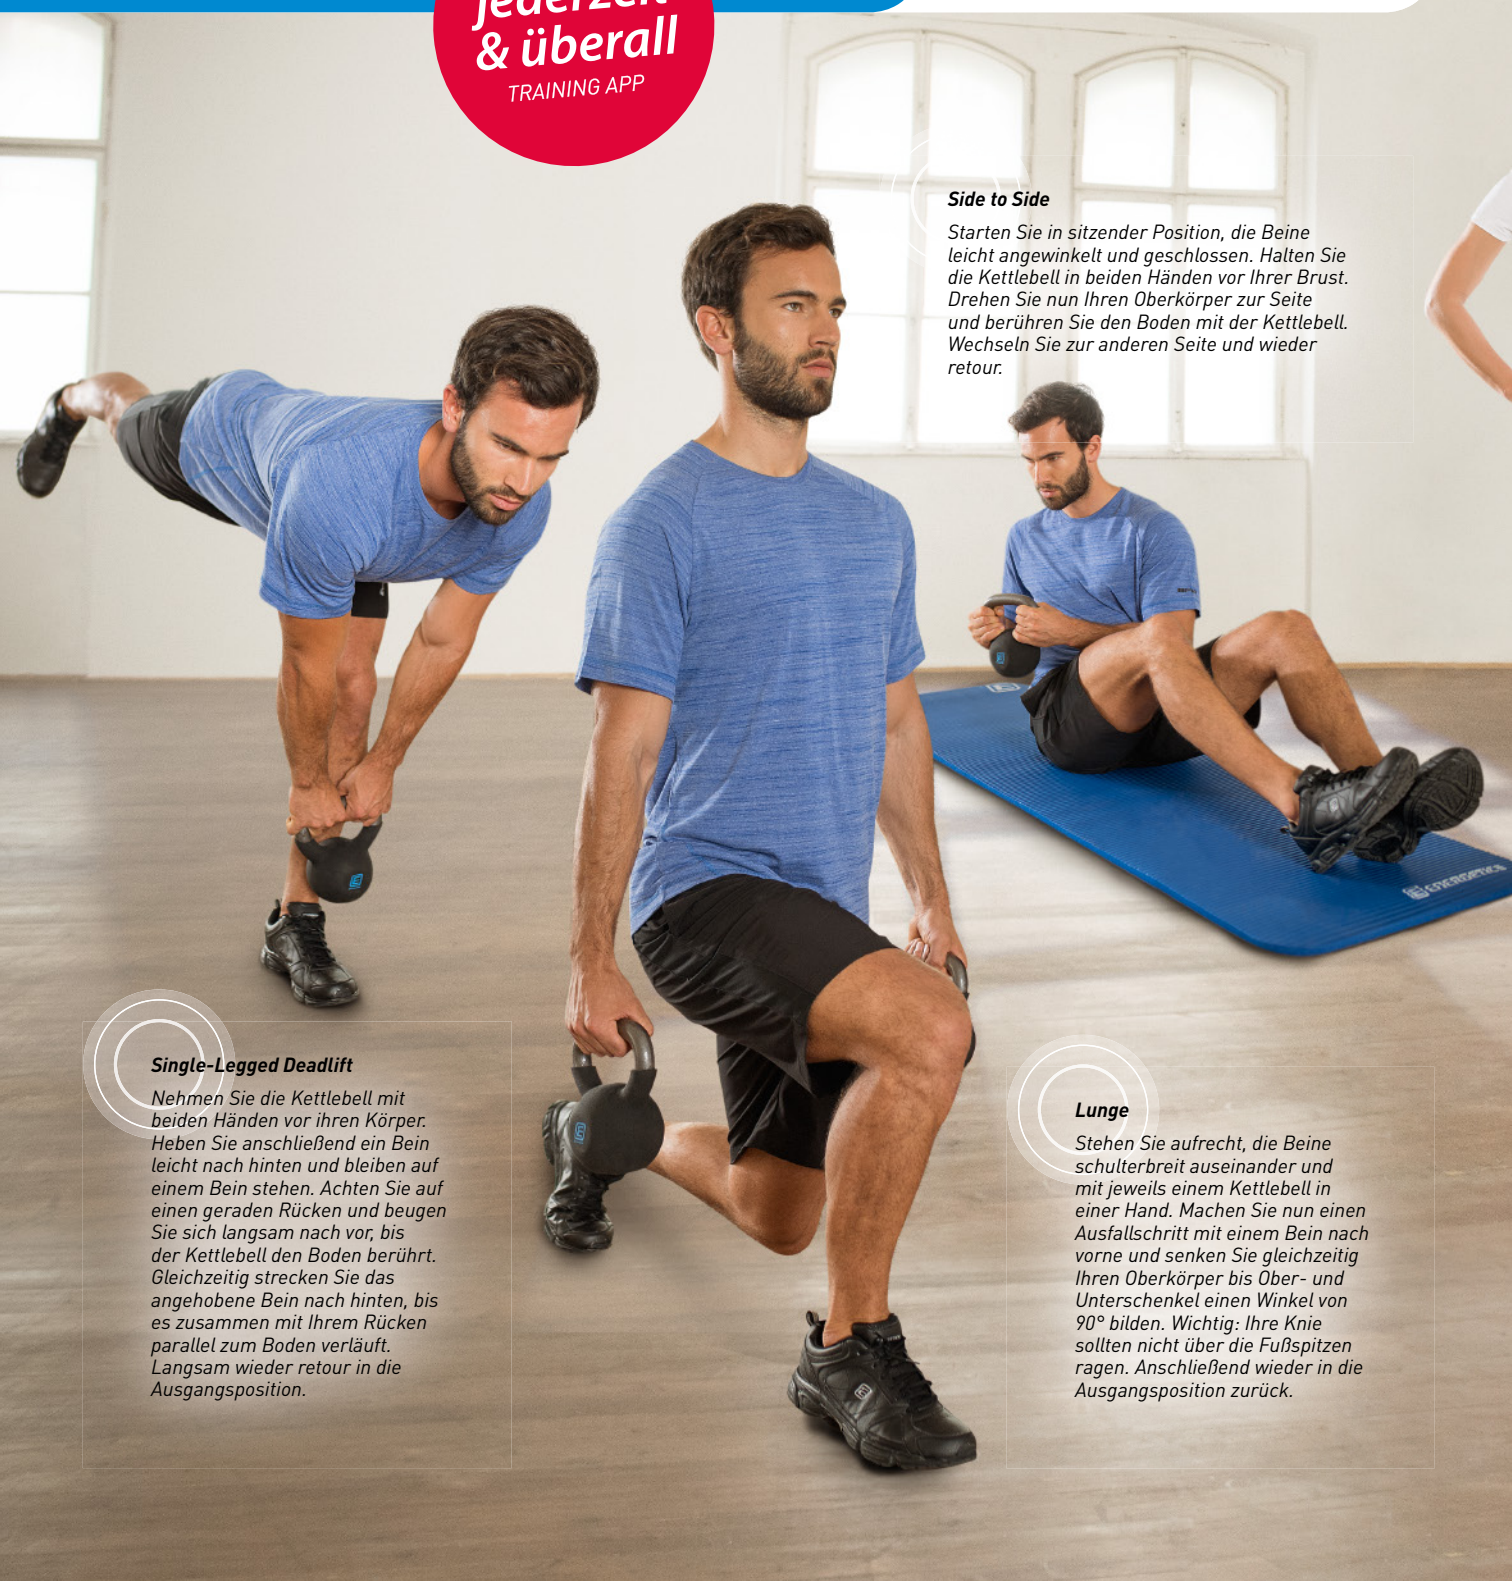 jederzeit
& überall
TRAINING APP
Side to Side
Starten Sie in sitzender Position, die Beine
leicht angewinkelt und geschlossen. Halten Sie
die Kettlebell in beiden Händen vor Ihrer Brust.
Drehen Sie nun Ihren Oberkörper zur Seite
und berühren Sie den Boden mit der Kettlebell.
Wechseln Sie zur anderen Seite und wieder
retour.
ENERGETICS
Single-Legged Deadlift
Nehmen Sie die Kettlebell mit
beiden Händen vor ihren Körper.
Heben Sie anschließend ein Bein
leicht nach hinten und bleiben auf
einem Bein stehen. Achten Sie auf
einen geraden Rücken und beugen
Sie sich langsam nach vor, bis
der Kettlebell den Boden berührt.
Gleichzeitig strecken Sie das
angehobene Bein nach hinten, bis
es zusammen mit Ihrem Rücken
parallel zum Boden verläuft.
Langsam wieder retour in die
Ausgangsposition.
Lunge
Stehen Sie aufrecht, die Beine
schulterbreit auseinander und
mit jeweils einem Kettlebell in
einer Hand. Machen Sie nun einen
Ausfallschritt mit einem Bein nach
vorne und senken Sie gleichzeitig
Ihren Oberkörper bis Ober- und
Unterschenkel einen Winkel von
90° bilden. Wichtig: Ihre Knie
sollten nicht über die Fußspitzen
ragen. Anschließend wieder in die
Ausgangsposition zurück.